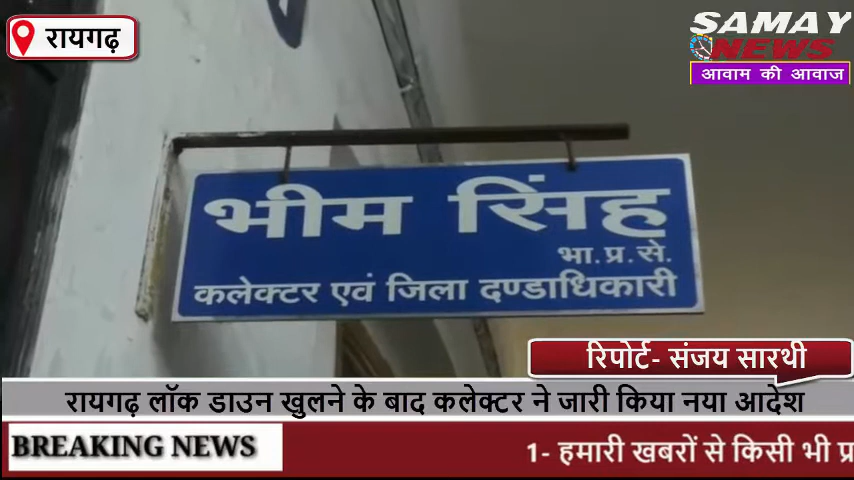 रायगढ़
SAMAY
NEWS
आवाम की आवाज
भीम सिंह
भा.प्र.से.
कलेक्टर एवं जिला दण्डाधिकारी
रिपोर्ट- संजय सारथी
रायगढ़ लॉक डाउन खुलने के बाद कलेक्टर ने जारी किया नया आदेश
BREAKING NEWS
1- हमारी खबरों से किसी भी